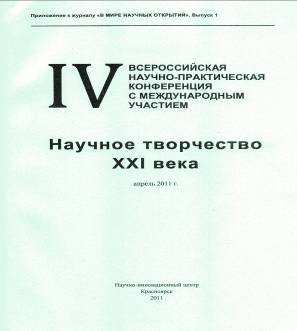 Приложение к журналу «В МИРЕ НАУЧНЫХ ОТКРЫТИЙ». Выпуск 1
IV ВСЕРОССИЙСКАЯ
НАУЧНО-ПРАКТИЧЕСКАЯ
КОНФЕРЕНЦИЯ
С МЕЖДУНАРОДНЫМ
УЧАСТИЕМ
Научное творчество
XXI века
апрель 2011 г.
Научно-инновационный центр
Красноярск
2011